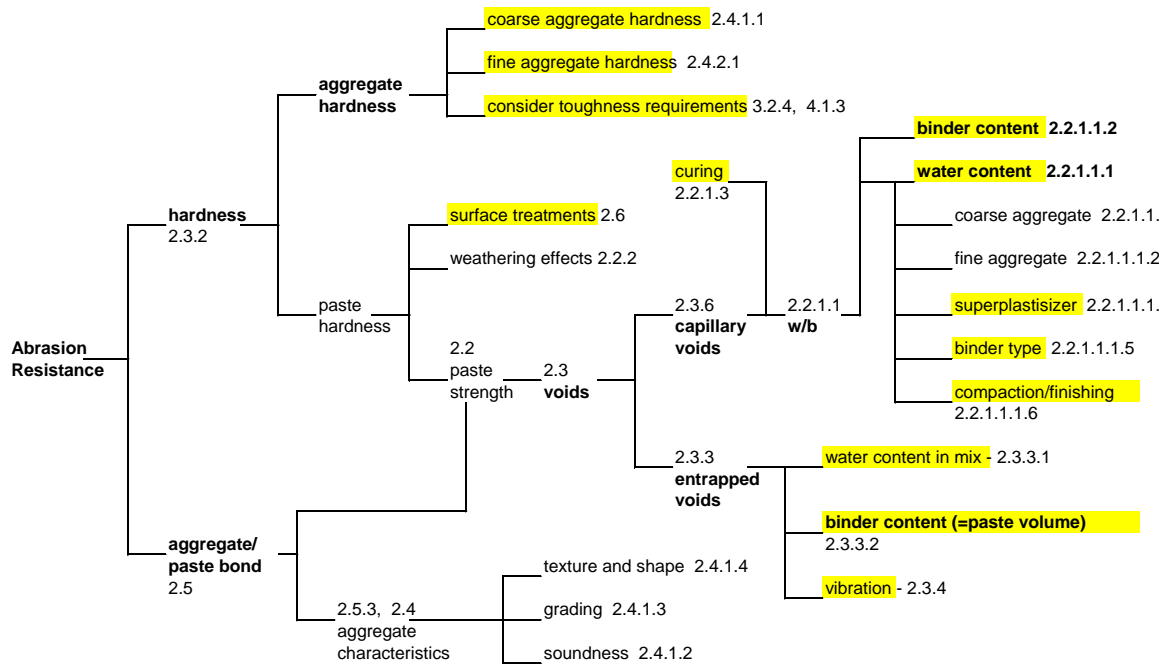 coarse aggregate hardness 2.4.1.1
fine aggregate hardness 2.4.2.1
aggregate
hardness
consider toughness requirements 3.2.4, 4.1.3
binder content 2.2.1.1.2
curing
2.2.1.3
water content 2.2.1.1.1
hardness
2.3.2
surface treatments 2.6
coarse aggregate 2.2.1.1.
weathering effects 2.2.2
fine aggregate 2.2.1.1.1.2
paste
hardness
2.3.6
capillary
voids
2.2.1.1
w/b
superplastisizer 2.2.1.1.1.
Abrasion
Resistance
2.2
paste
strength
2.3
voids
binder type 2.2.1.1.1.5
compaction/finishing
2.2.1.1.1.6
2.3.3
entrapped
voids
water content in mix - 2.3.3.1
binder content (=paste volume)
2.3.3.2
aggregate/
paste bond
2.5
texture and shape 2.4.1.4
vibration - 2.3.4
2.5.3, 2.4
aggregate
characteristics
grading 2.4.1.3
soundness 2.4.1.2